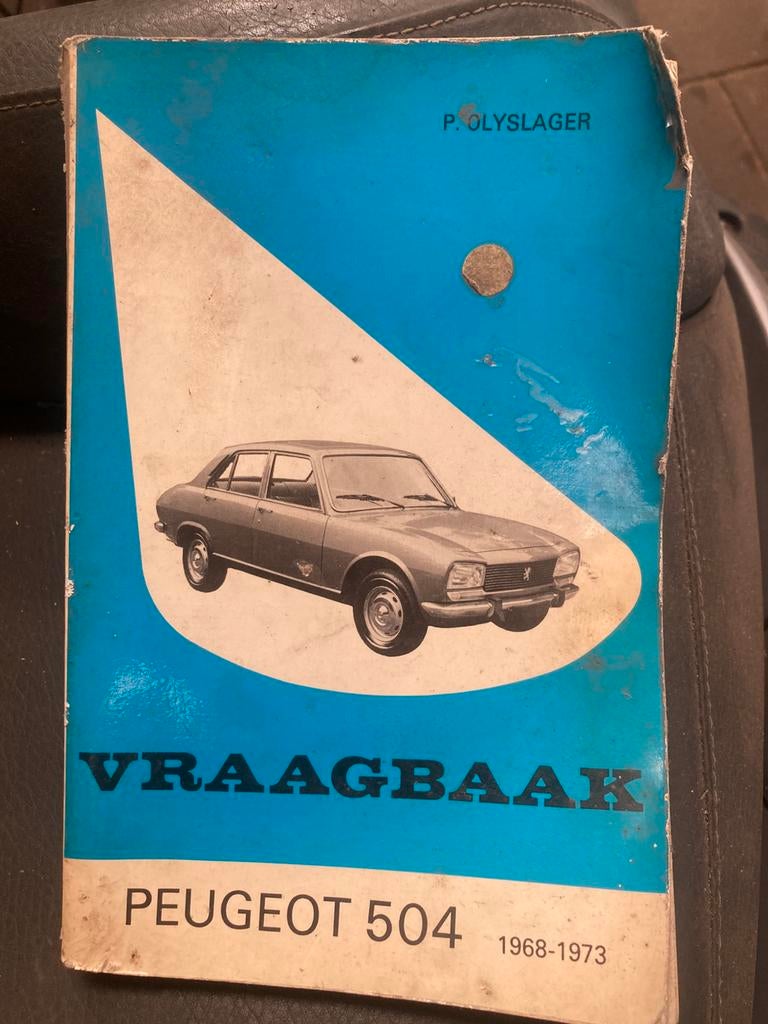 P. OLYSLAGER
VRAAGBAAK
PEUGEOT 504 1968-1973